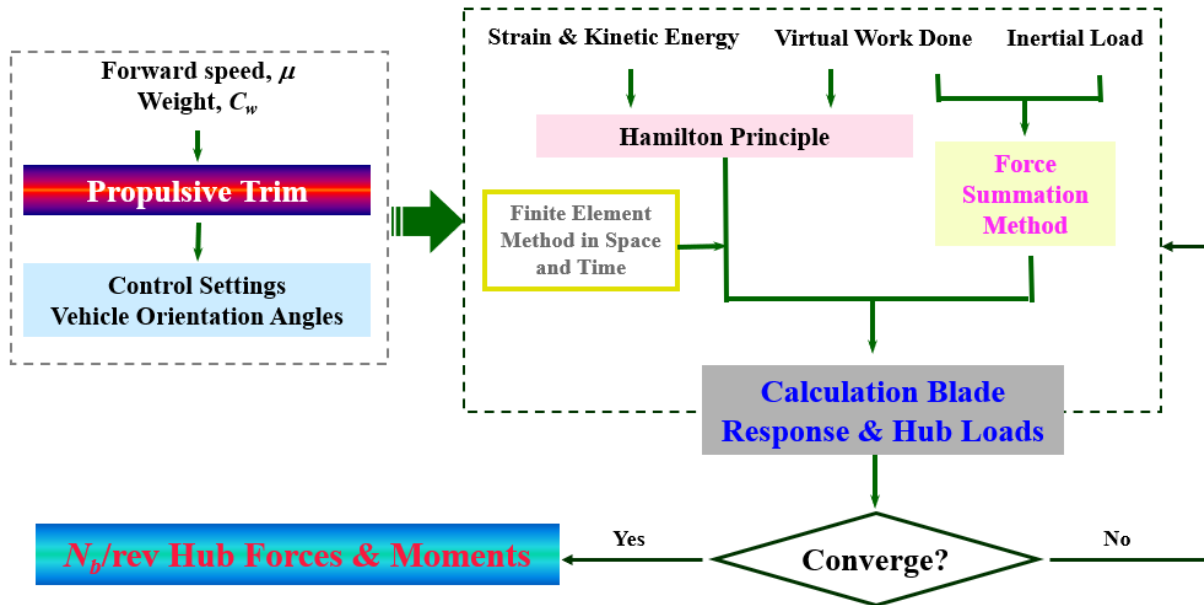 Forward speed, μ
Weight, C_w
Propulsive Trim
Control Settings
Vehicle Orientation Angles
Strain & Kinetic Energy
Virtual Work Done
Inertial Load
Hamilton Principle
Force
Summation
Method
Finite Element
Method in Space
and Time
Calculation Blade
Response & Hub Loads
Converge?
Yes
No
N_b/rev Hub Forces & Moments